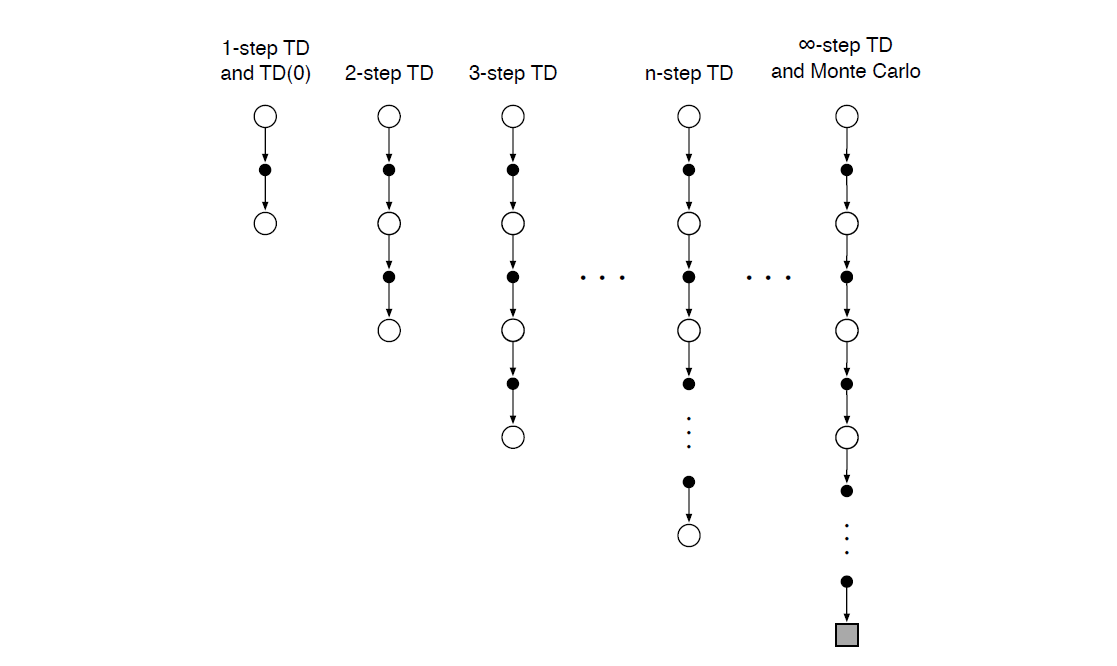 1-step TD
and TD(0)
2-step TD
3-step TD
n-step TD
∞-step TD
and Monte Carlo